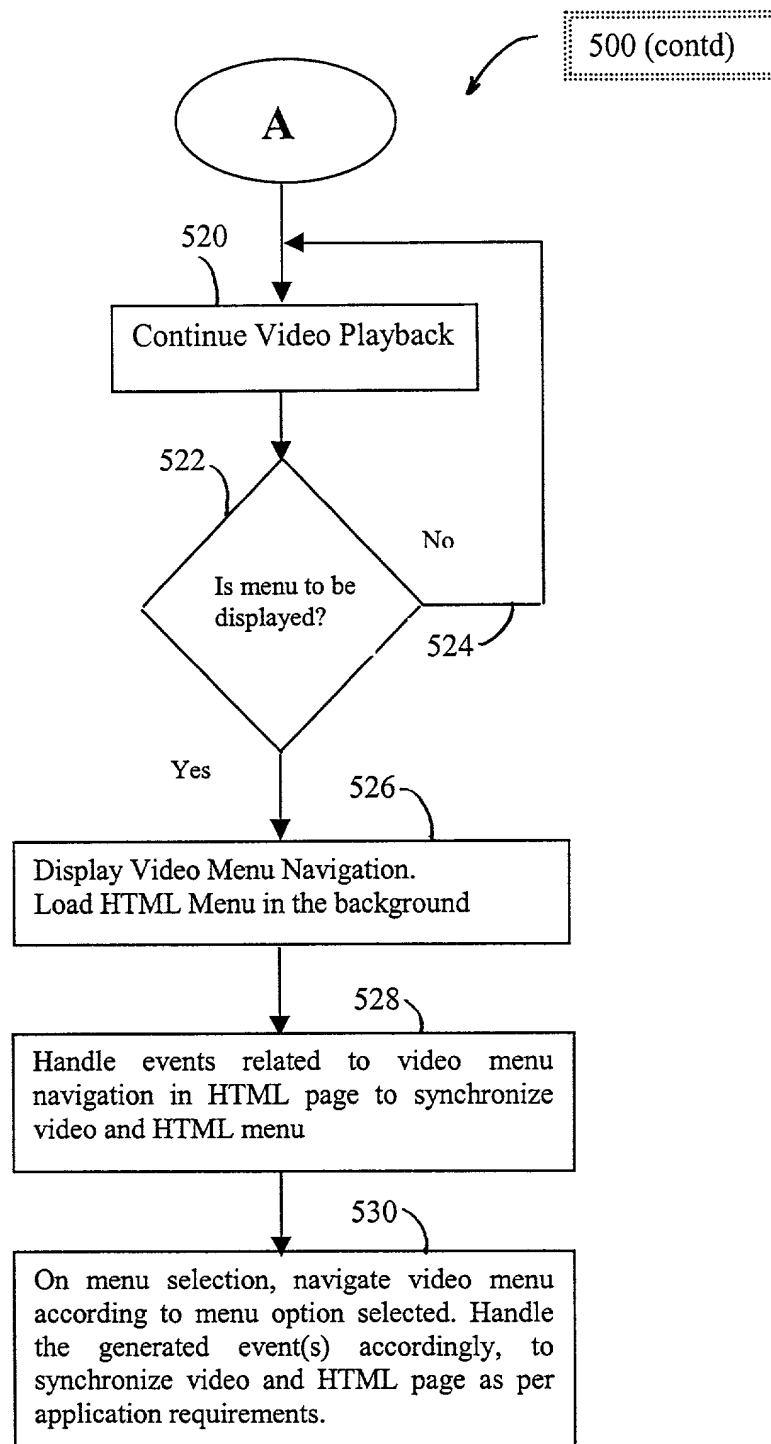 500 (contd)
A
520
Continue Video Playback
522
No
Is menu to be
displayed?
524
Yes
526
Display Video Menu Navigation.
Load HTML Menu in the background
528
Handle events related to video menu
navigation in HTML page to synchronize
video and HTML menu
530
On menu selection, navigate video menu
according to menu option selected. Handle
the generated event(s) accordingly, to
synchronize video and HTML page as per
application requirements.